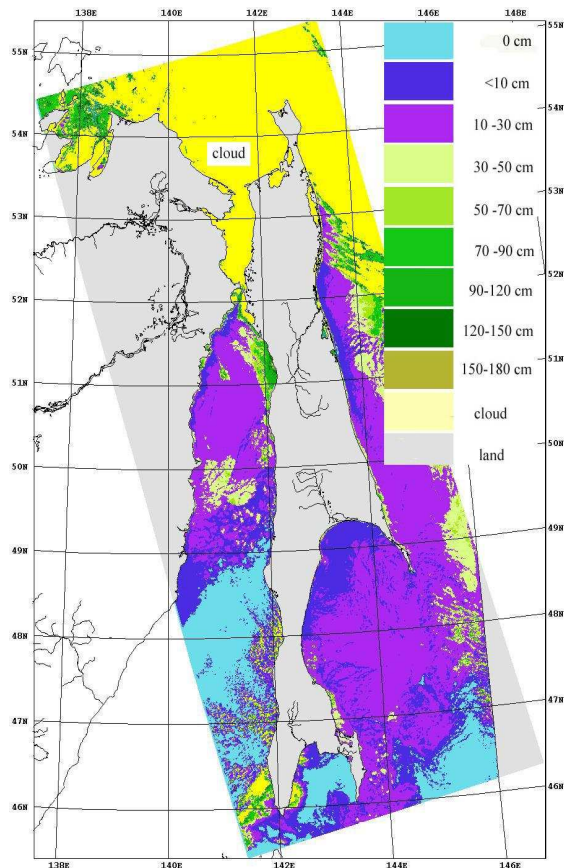 140E
142E
144E
146E
148E
55N
55N
54N
54N
53N
53N
52N
52N
51N
51N
50N
50N
49N
49N
48N
48N
47N
47N
46N
46N
138E
140E
142E
144E
146E
cloud
0 cm
<10 cm
10 -30 cm
30 -50 cm
50 -70 cm
70 -90 cm
90-120 cm
120-150 cm
150-180 cm
cloud
land